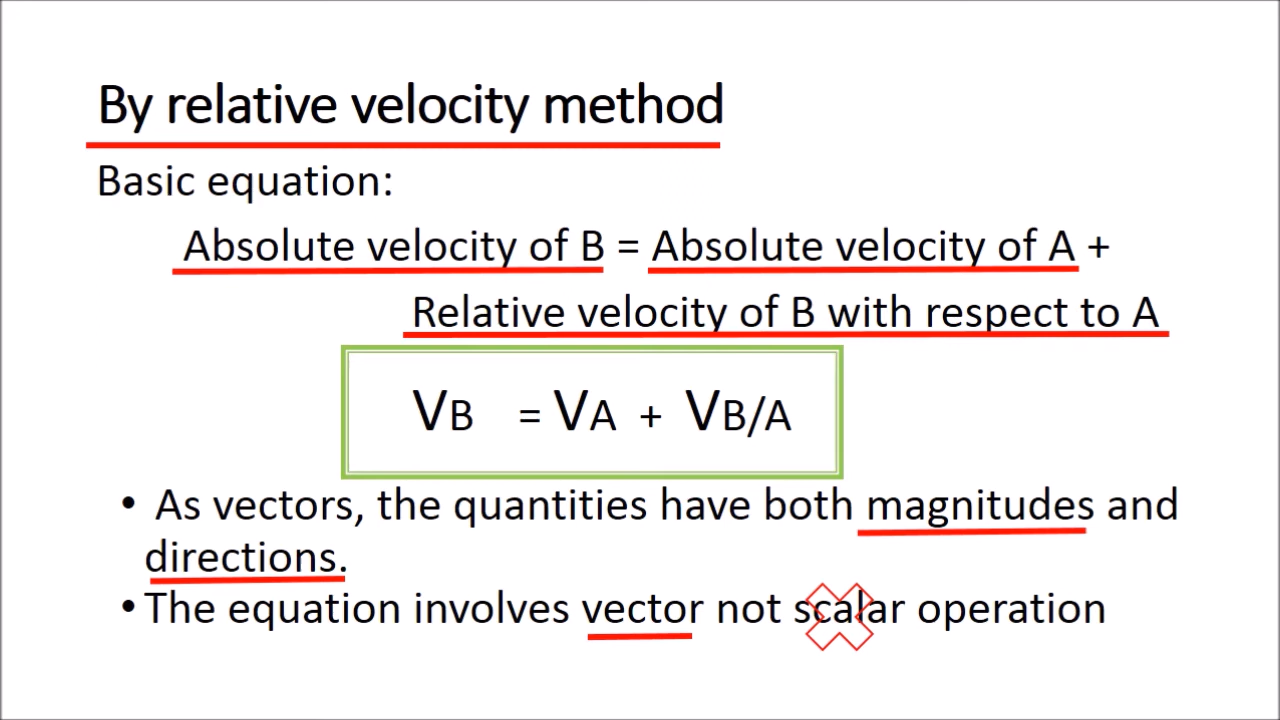 By relative velocity method
Basic equation:
Absolute velocity of B = Absolute velocity of A +
Relative velocity of B with respect to A
VB = VA + VB/A
• As vectors, the quantities have both magnitudes and
directions.
• The equation involves vector not scalar operation